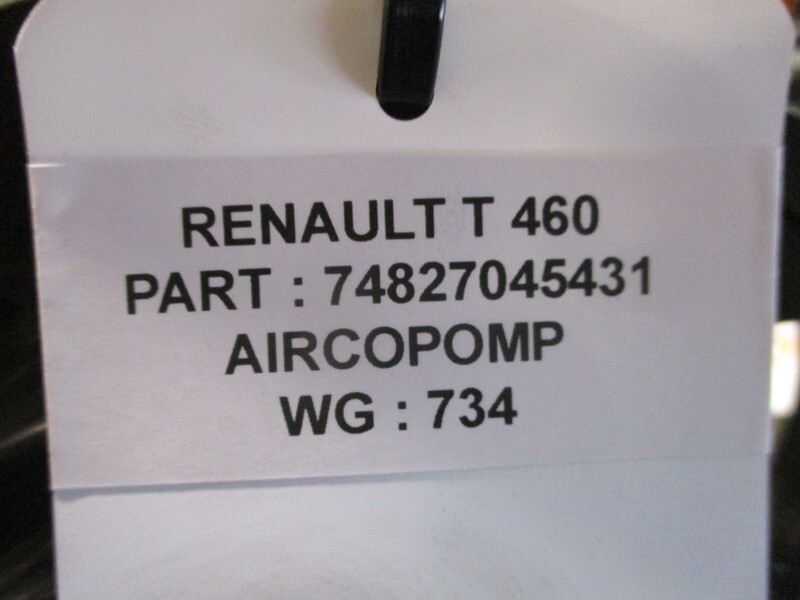 RENAULT T 460
PART : 74827045431
AIRCOPOMP
WG : 734